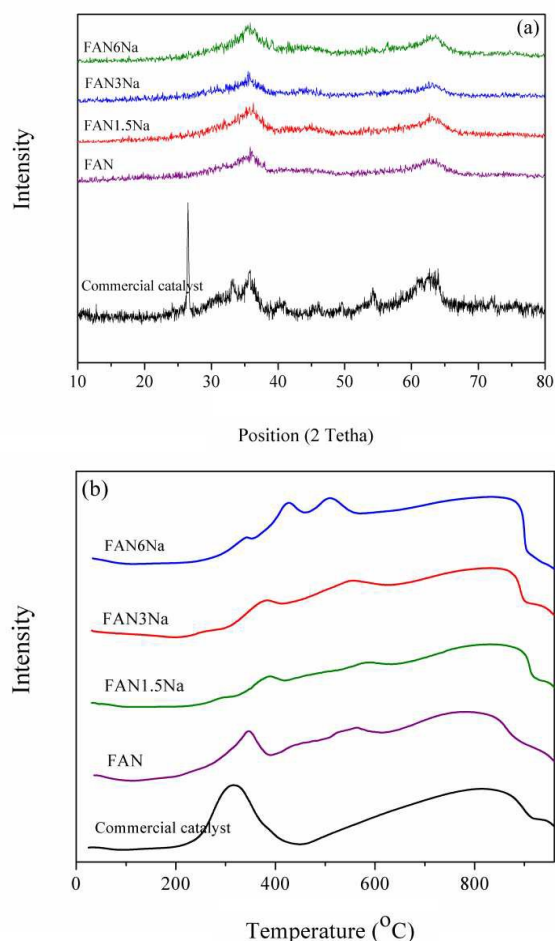 (a)
FAN6Na
FAN3Na
FAN1.5Na
FAN
Commercial catalyst
Intensity
10 20 30 40 50 60 70 80
Position (2 Tetha)
(b)
FAN6Na
FAN3Na
FAN1.5Na
FAN
Commercial catalyst
Intensity
0 200 400 600 800
Temperature (°C)